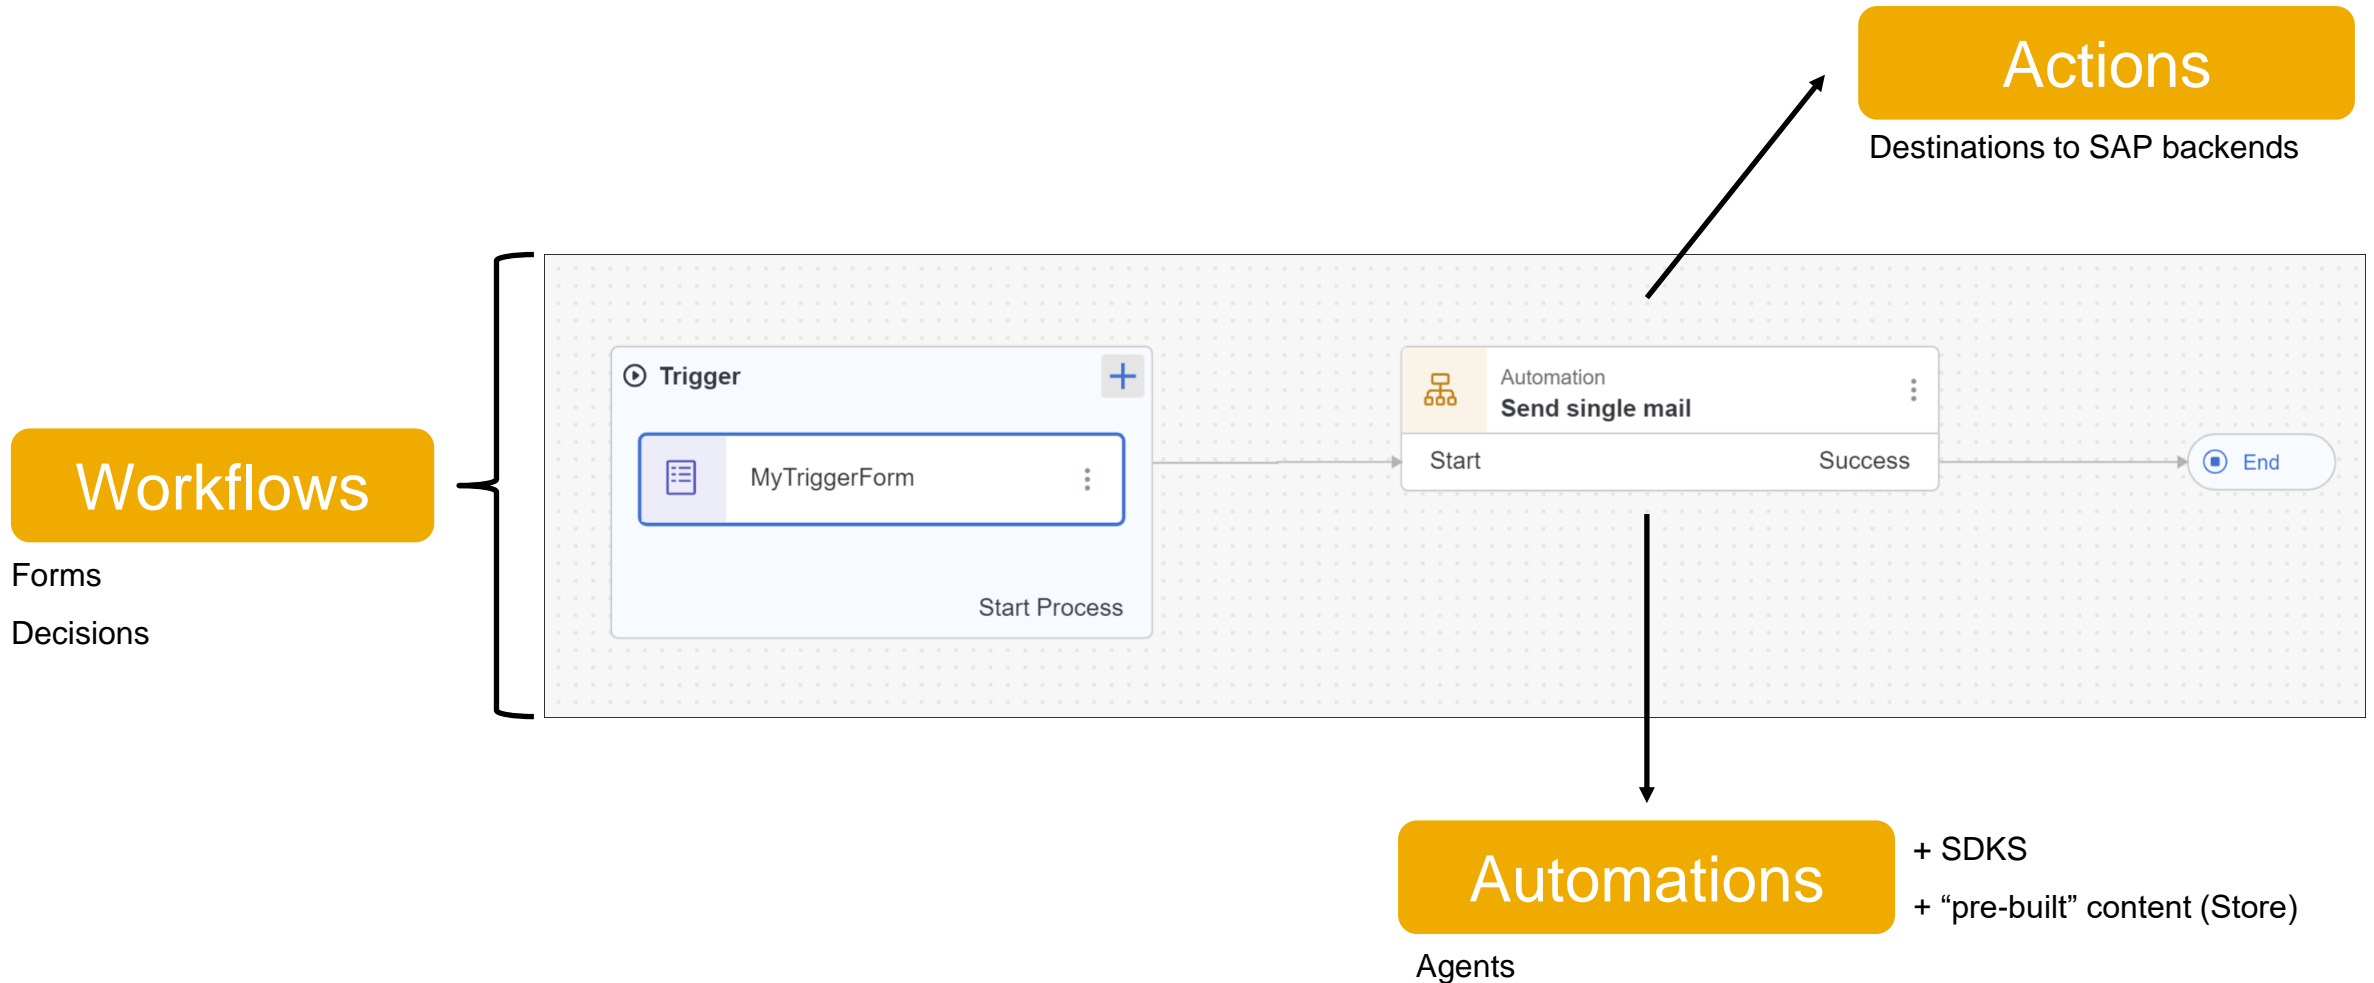 Actions
Destinations to SAP backends
Workflows
Forms
Decisions
Trigger
MyTriggerForm
Start Process
Automation
Send single mail
Start Success
End
Automations
+ SDKS
+ “pre-built” content (Store)
Agents